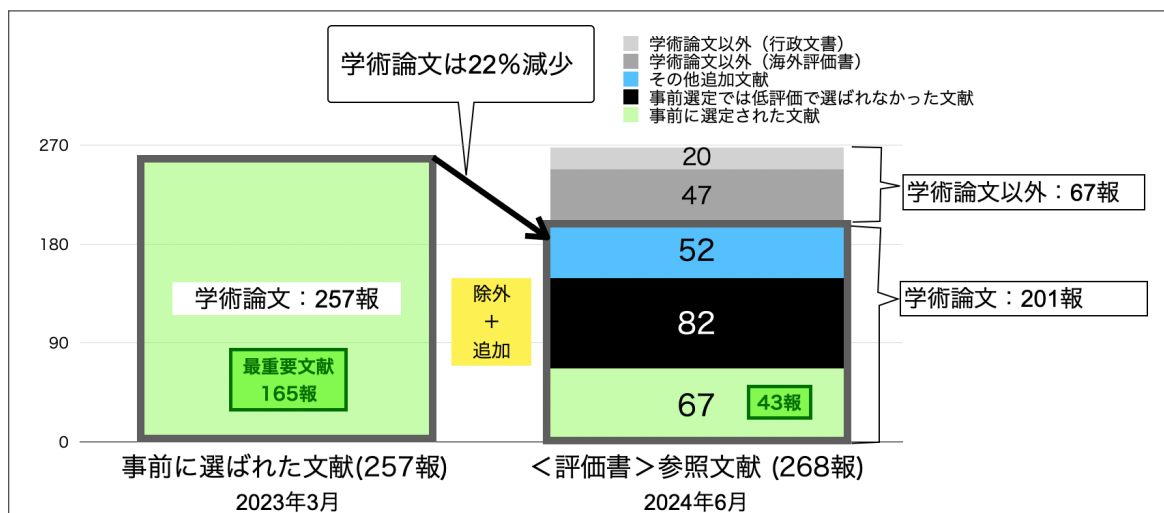 学術論文は22%減少
学術論文以外（行政文書）
学術論文以外（海外評価書）
その他追加文献
事前選定では低評価で選ばれなかった文献
事前に選定された文献
270
180
90
0
学術論文：257報
最重要文献
165報
除外
＋
追加
20
47
52
82
67
43報
学術論文以外：67報
学術論文：201報
事前に選ばれた文献(257報)
2023年3月
＜評価書＞参照文献 (268報)
2024年6月